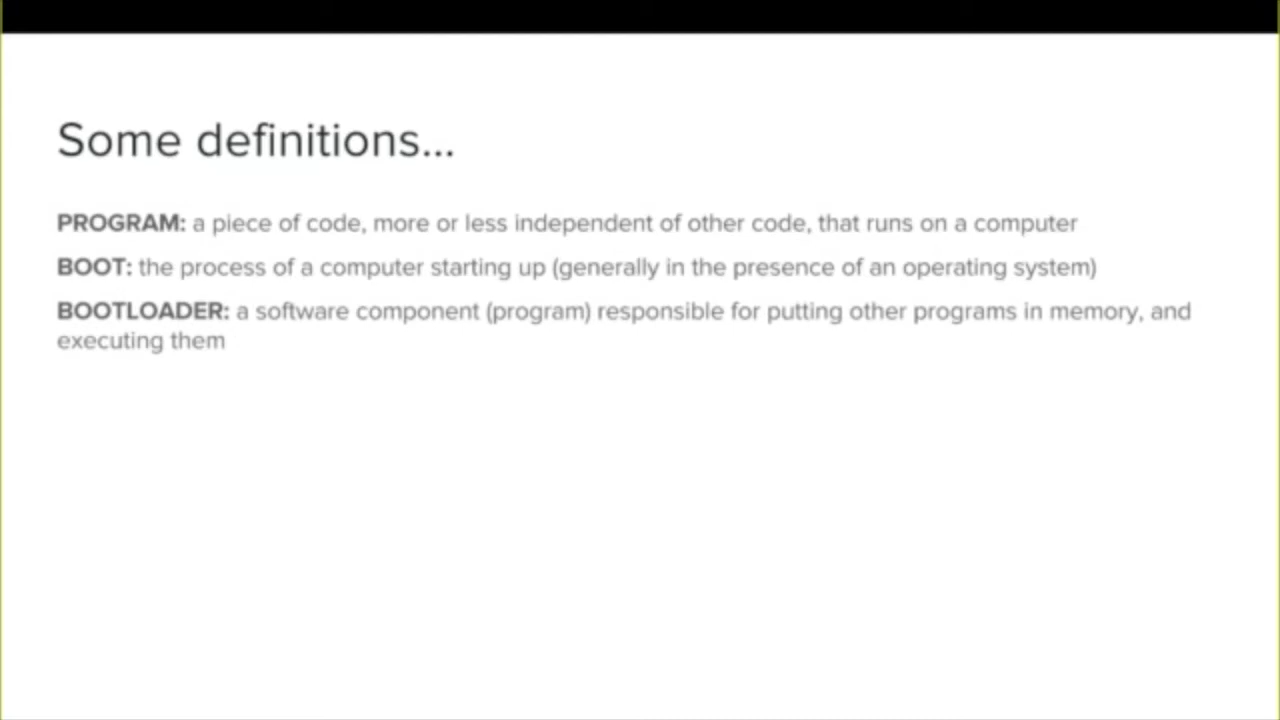 Some definitions...
PROGRAM: a piece of code, more or less independent of other code, that runs on a computer
BOOT: the process of a computer starting up (generally in the presence of an operating system)
BOOTLOADER: a software component (program) responsible for putting other programs in memory, and
executing them